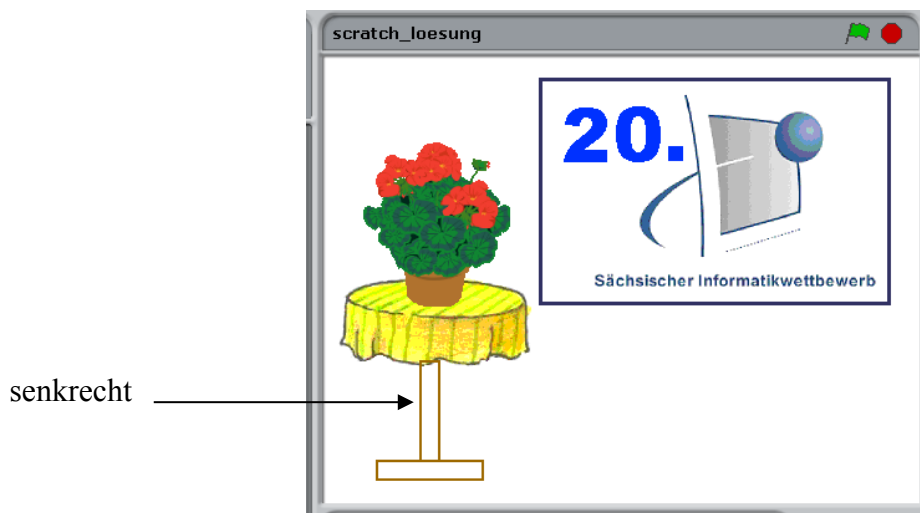 scratch_loesung
20.
Sächsischer Informatikwettbewerb
senkrecht